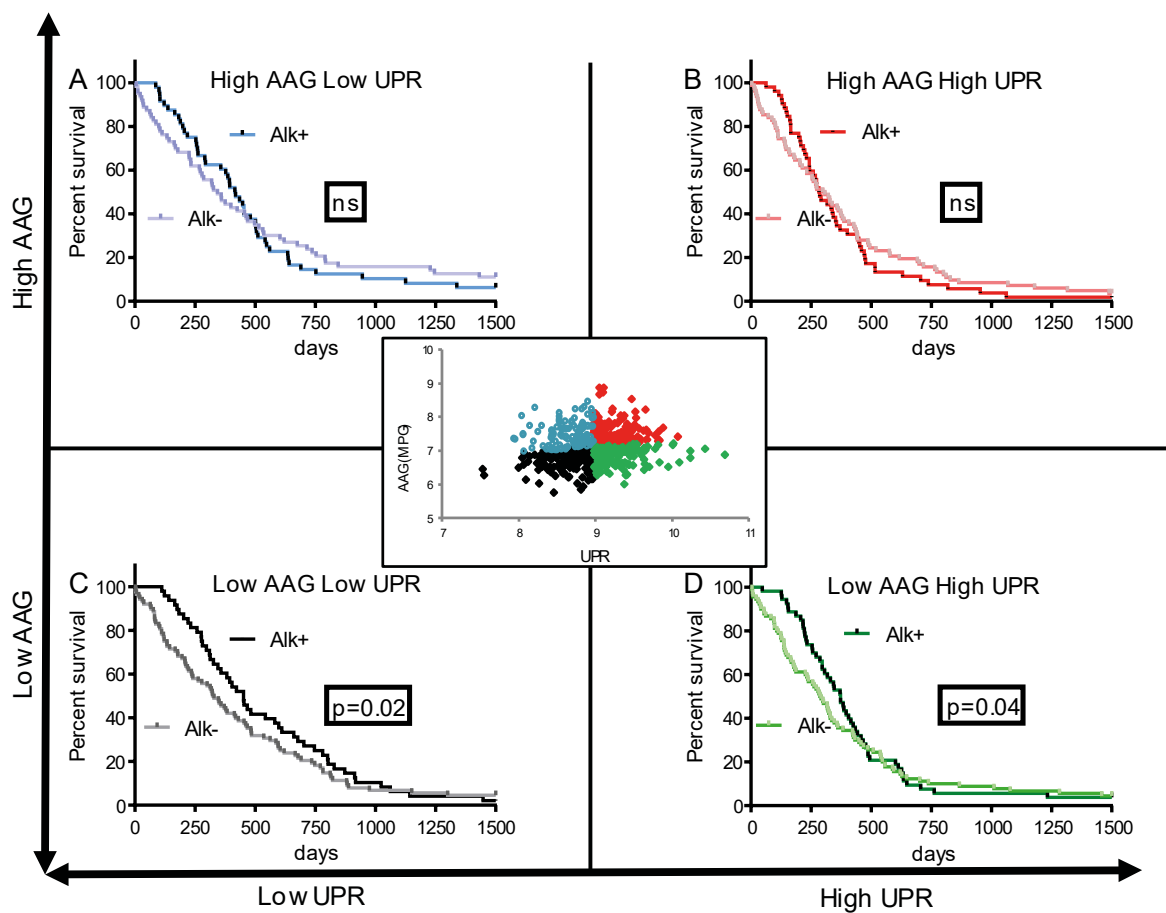 A
High AAG Low UPR
Percent survival
100
80
60
40
20
0
Alk+
ns
Alk-
0
250
500
750
1000
1250
1500
days
B
High AAG High UPR
Percent survival
100
80
60
40
20
0
Alk+
ns
Alk-
0
250
500
750
1000
1250
1500
days
High AAG
AAG(MPG)
10
9
8
7
6
5
7
8
9
10
11
UPR
Low AAG
C
Low AAG Low UPR
Percent survival
100
80
60
40
20
0
Alk+
p=0.02
Alk-
0
250
500
750
1000
1250
1500
days
D
Low AAG High UPR
Percent survival
100
80
60
40
20
0
Alk+
p=0.04
Alk-
0
250
500
750
1000
1250
1500
days
Low UPR
High UPR